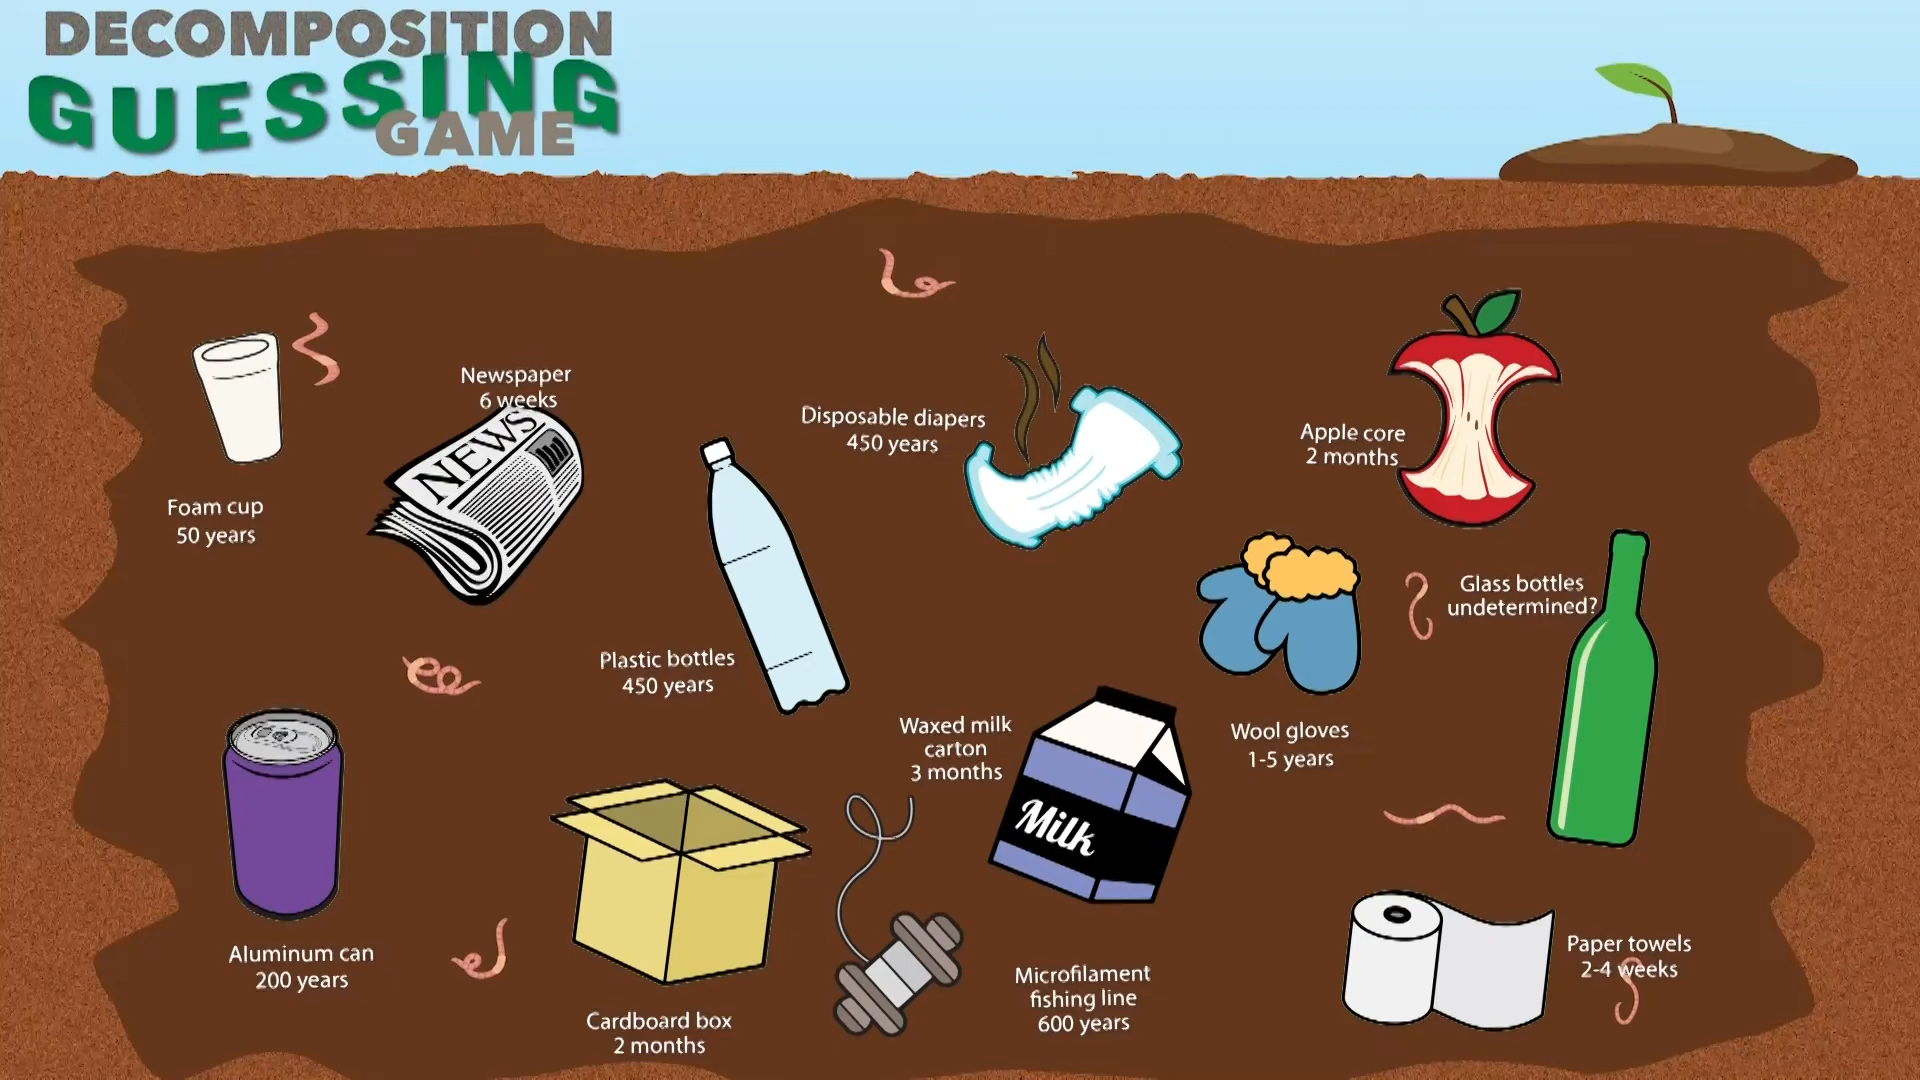 DECOMPOSITION
GUESSING
GAME
Newspaper
6 weeks
NEWS
Disposable diapers
450 years
Apple core
2 months
Foam cup
50 years
Glass bottles
undetermined?
Plastic bottles
450 years
Waxed milk
carton
3 months
Milk
Wool gloves
1-5 years
Aluminum can
200 years
Cardboard box
2 months
Microfilament
fishing line
600 years
Paper towels
2-4 weeks